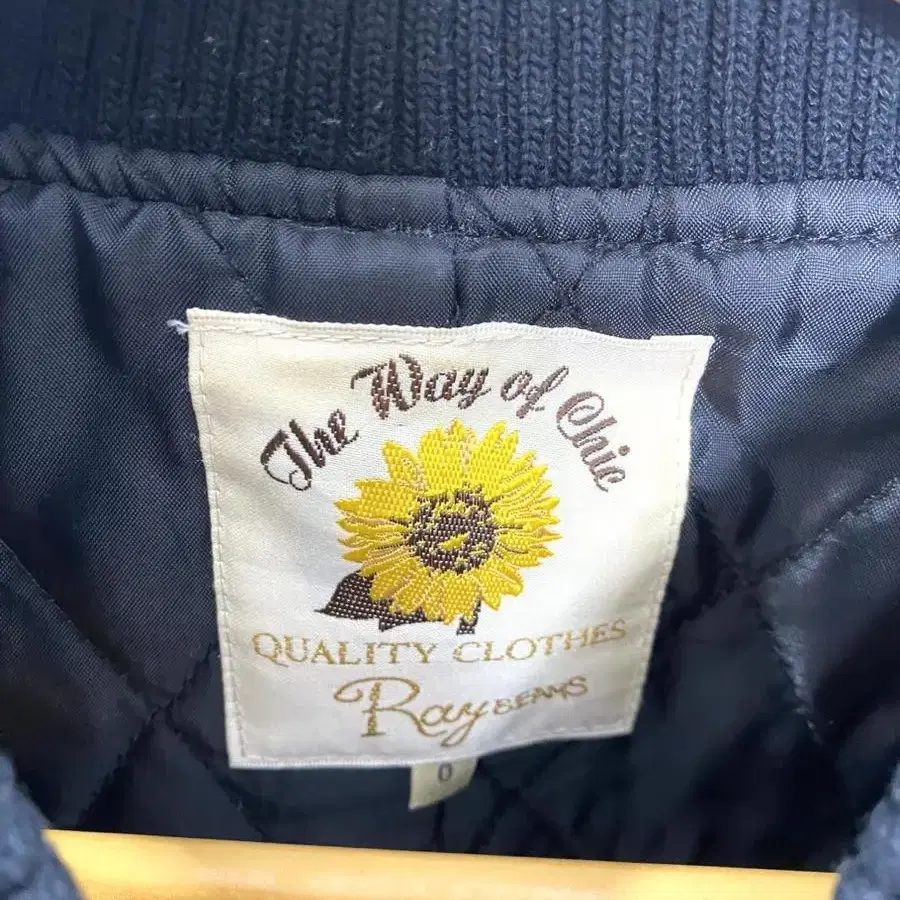 The Way of Chic
QUALITY CLOTHES
Ray BEAMS
0